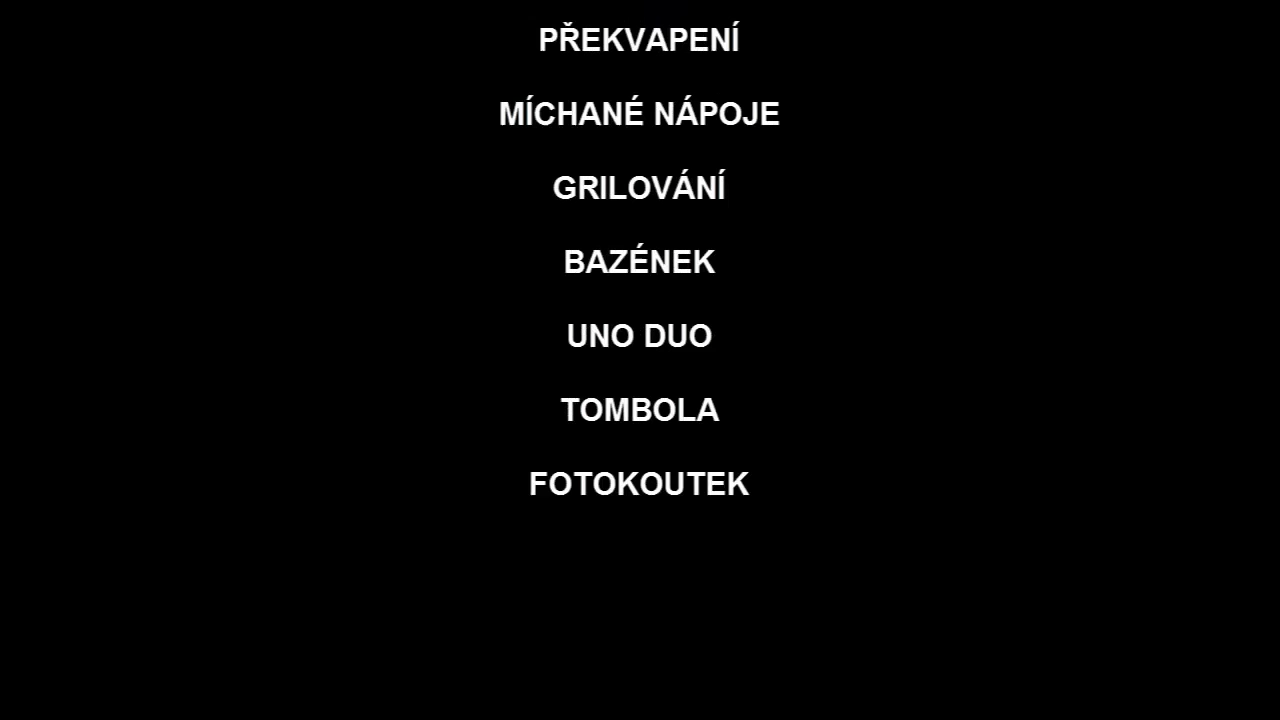 PŘEKVAPENÍ
MÍCHANÉ NÁPOJE
GRILOVÁNÍ
BAZÉNEK
UNO DUO
TOMBOLA
FOTOKOUTEK